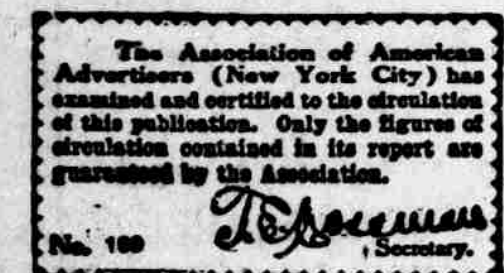 The Association of American
Advertisers (New York City) has
examined and certified to the circulation
of this publication. Only the figures of
circulation contained in its report are
guaranteed by the Association.
No. 169
Secretary.